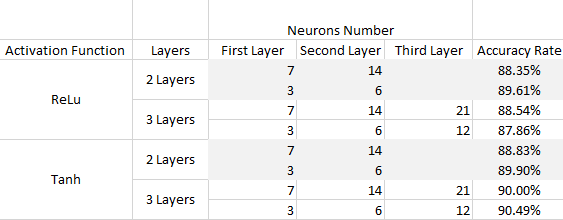 Neurons Number
Activation Function Layers First Layer Second Layer Third Layer Accuracy Rate
ReLu
2 Layers
7 14 88.35%
3 6 89.61%
3 Layers
7 14 21 88.54%
3 6 12 87.86%
Tanh
2 Layers
7 14 88.83%
3 6 89.90%
3 Layers
7 14 21 90.00%
3 6 12 90.49%